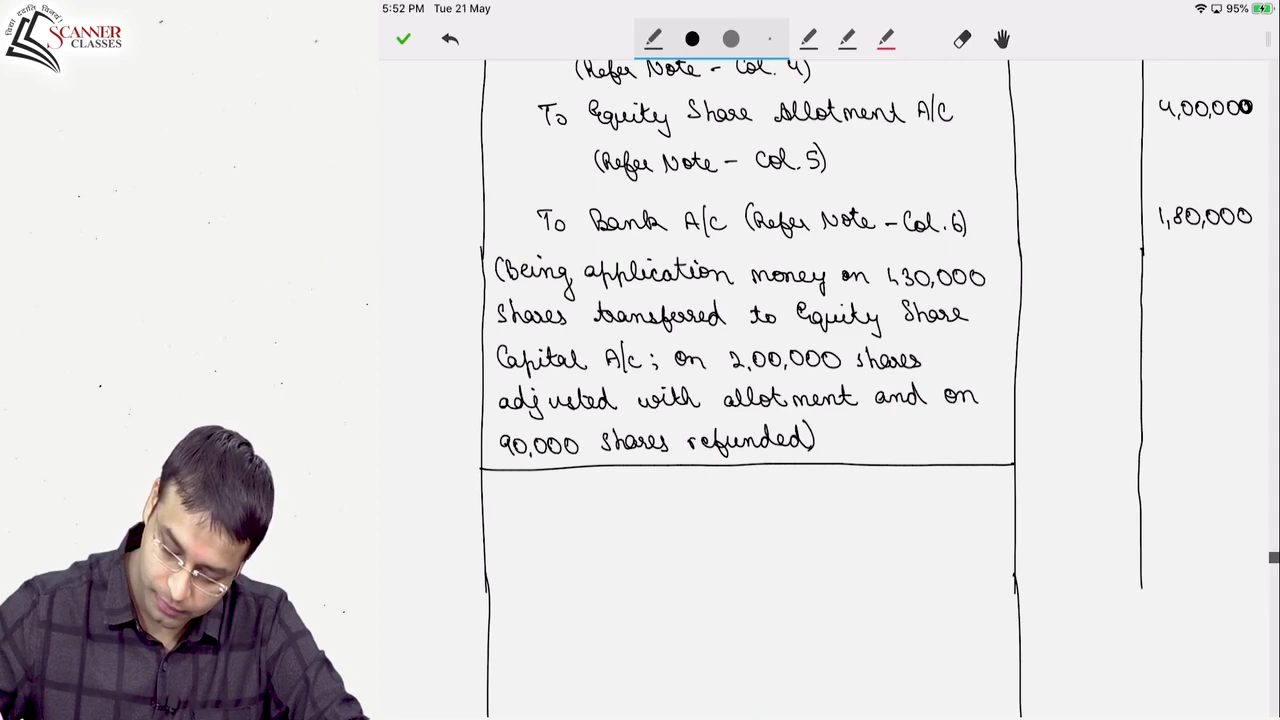 विद्या ददाति विनयं।
SCANNER
CLASSES
5:52 PM Tue 21 May
95%
(Refer Note - Col. 4)
To Equity Share Allotment A/C 4,00,000
(Refer Note - Col. 5)
To Bank A/C (Refer Note - Col. 6) 1,80,000
(Being application money on 430,000
shares transferred to Equity Share
Capital A/c; on 2,00,000 shares
adjusted with allotment and on
90,000 shares refunded)